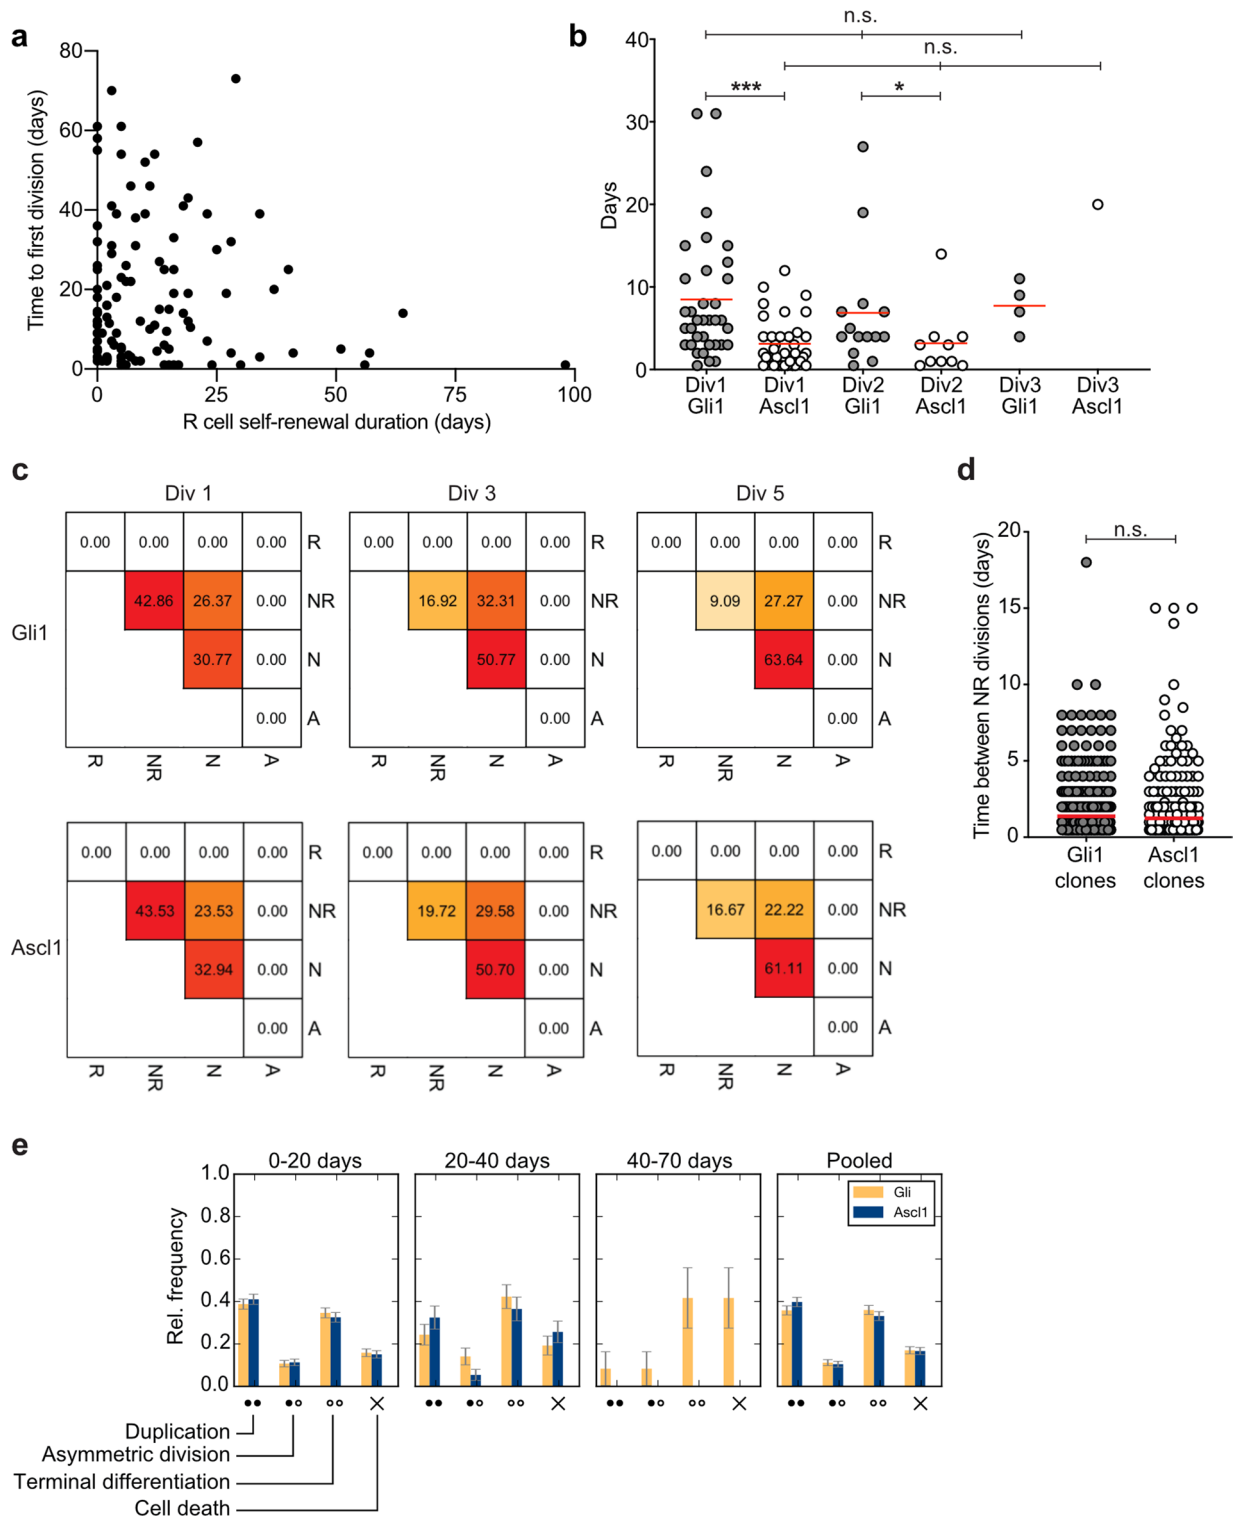 a
80
60
40
20
0
Time to first division (days)
0 25 50 75 100
R cell self-renewal duration (days)
b
n.s.
n.s.
*** *
40
30
20
10
0
Days
Div1 Div1 Div2 Div2 Div3 Div3
Gli1 Ascl1 Gli1 Ascl1 Gli1 Ascl1
c
Div 1 Div 3 Div 5
Gli1
0.00 0.00 0.00 0.00 R
42.86 26.37 0.00 NR
30.77 0.00 N
0.00 A
R NR N A
0.00 0.00 0.00 0.00 R
16.92 32.31 0.00 NR
50.77 0.00 N
0.00 A
R NR N A
0.00 0.00 0.00 0.00 R
9.09 27.27 0.00 NR
63.64 0.00 N
0.00 A
R NR N A
Ascl1
0.00 0.00 0.00 0.00 R
43.53 23.53 0.00 NR
32.94 0.00 N
0.00 A
R NR N A
0.00 0.00 0.00 0.00 R
19.72 29.58 0.00 NR
50.70 0.00 N
0.00 A
R NR N A
0.00 0.00 0.00 0.00 R
16.67 22.22 0.00 NR
61.11 0.00 N
0.00 A
R NR N A
d
n.s.
20
15
10
5
0
Time between NR divisions (days)
Gli1 Ascl1
clones clones
e
0-20 days 20-40 days 40-70 days Pooled
1.0
0.8
0.6
0.4
0.2
0.0
Rel. frequency
Gli
Ascl1
Duplication
Asymmetric division
Terminal differentiation
Cell death